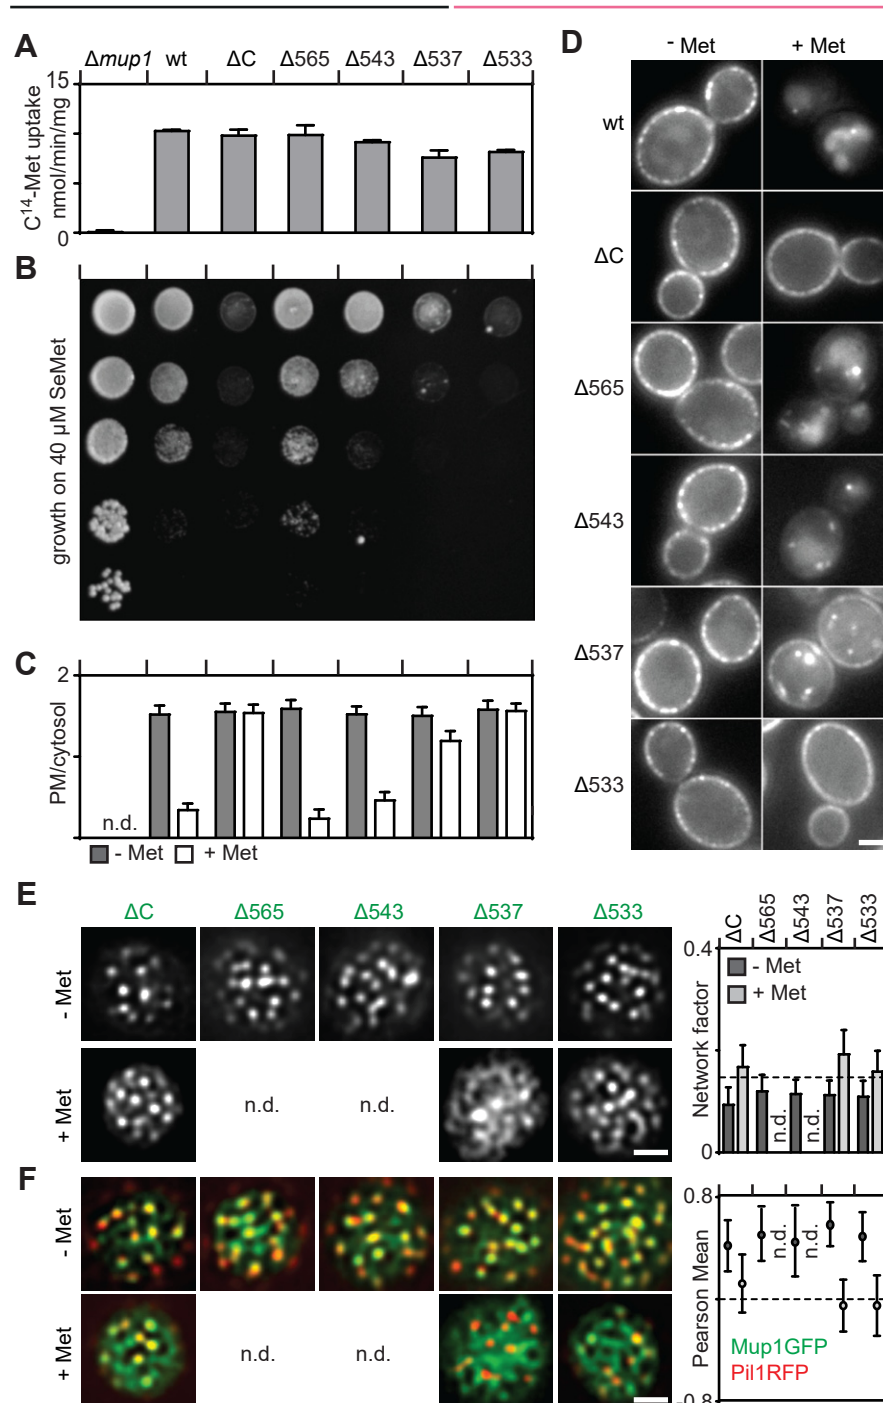 A
Δmup1 wt ΔC Δ565 Δ543 Δ537 Δ533
15
C14-Met uptake
nmol/min/mg
0
B
growth on 40 µM SeMet
C
2
PM/cytosol
n.d.
- Met + Met
D
- Met + Met
wt
ΔC
Δ565
Δ543
Δ537
Δ533
E
ΔC Δ565 Δ543 Δ537 Δ533
- Met
+ Met
n.d. n.d.
ΔC Δ565 Δ543 Δ537 Δ533
0.4
- Met
+ Met
Network factor
n.d. n.d.
0
F
- Met
+ Met
n.d. n.d.
0.8
n.d. n.d.
Pearson Mean
Mup1GFP
Pil1RFP
-0.8